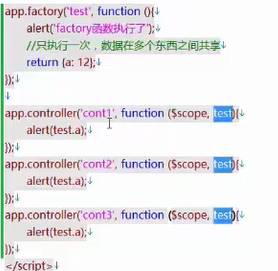 app.factory('test', function (){
alert('factory函数执行了');
//只执行一次，数据在多个东西之间共享
return {a: 12};
});
app.controller('cont1', function ($scope, test){
alert(test.a);
});
app.controller('cont2', function ($scope, test){
alert(test.a);
});
app.controller('cont3', function ($scope, test){
alert(test.a);
});
</script>